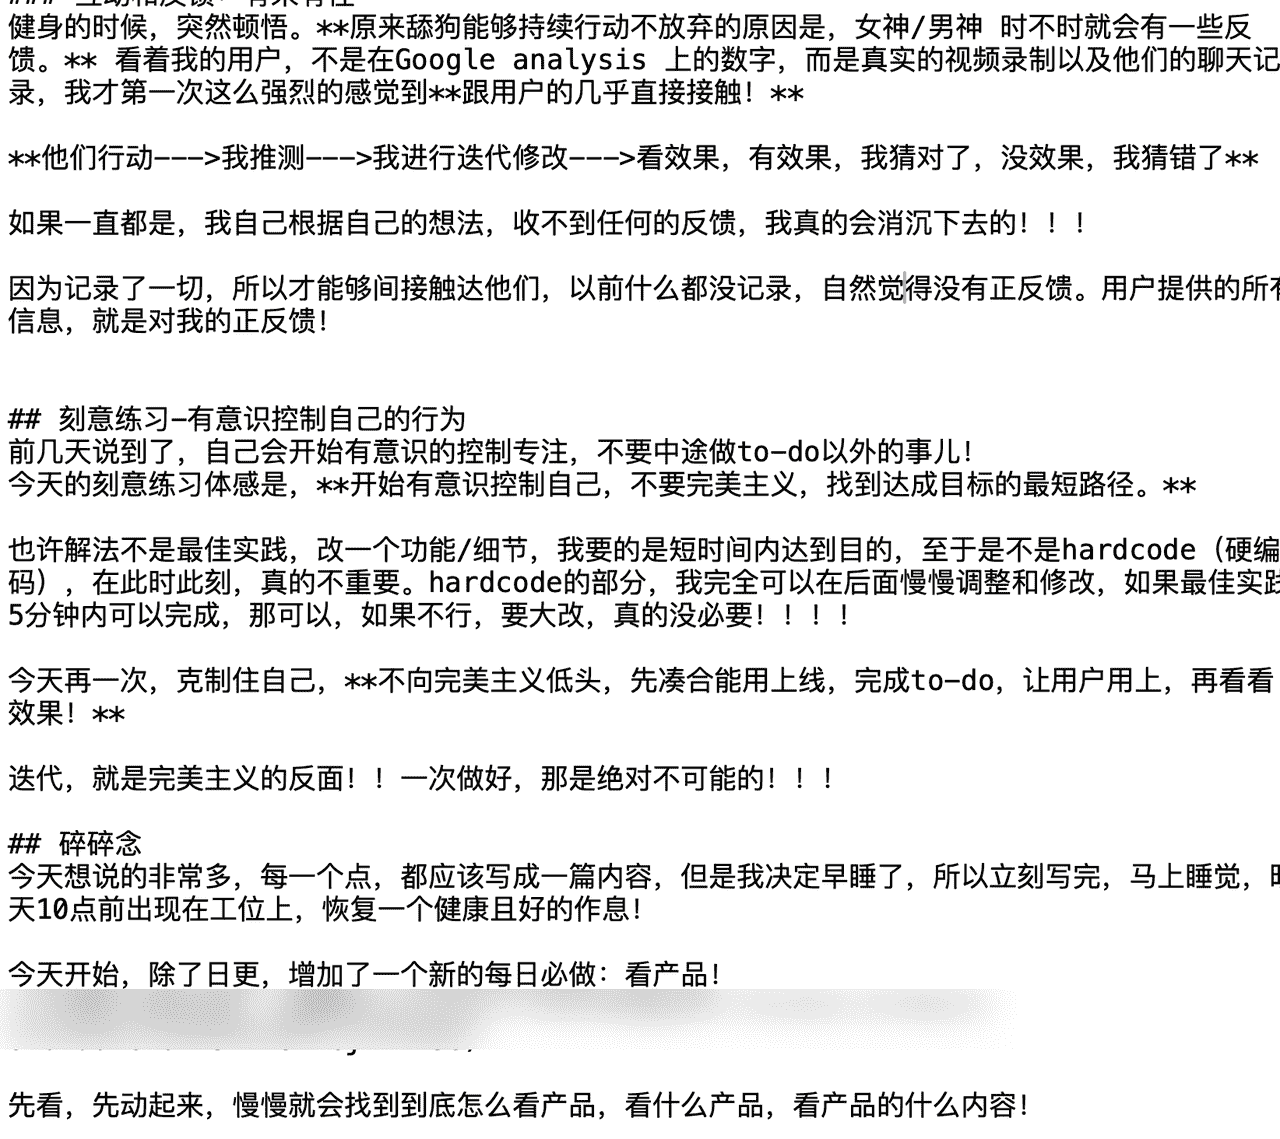 健身的时候，突然顿悟。**原来舔狗能够持续行动不放弃的原因是，女神/男神 时不时就会有一些反
馈。** 看着我的用户，不是在Google analysis 上的数字，而是真实的视频录制以及他们的聊天记
录，我才第一次这么强烈的感觉到**跟用户的几乎直接接触！**
**他们行动--->我推测--->我进行迭代修改--->看效果，有效果，我猜对了，没效果，我猜错了**
如果一直都是，我自己根据自己的想法，收不到任何的反馈，我真的会消沉下去的！！！
因为记录了一切，所以才能够间接触达他们，以前什么都没记录，自然觉得没有正反馈。用户提供的所有
信息，就是对我的正反馈！
## 刻意练习-有意识控制自己的行为
前几天说到了，自己会开始有意识的控制专注，不要中途做to-do以外的事儿！
今天的刻意练习体感是，**开始有意识控制自己，不要完美主义，找到达成目标的最短路径。**
也许解法不是最佳实践，改一个功能/细节，我要的是短时间内达到目的，至于是不是hardcode（硬编
码），在此时此刻，真的不重要。hardcode的部分，我完全可以在后面慢慢调整和修改，如果最佳实践
5分钟内可以完成，那可以，如果不行，要大改，真的没必要！！！！
今天再一次，克制住自己，**不向完美主义低头，先凑合能用上线，完成to-do，让用户用上，再看看
效果！**
迭代，就是完美主义的反面！！一次做好，那是绝对不可能的！！！
## 碎碎念
今天想说的非常多，每一个点，都应该写成一篇内容，但是我决定早睡了，所以立刻写完，马上睡觉，明
天10点前出现在工位上，恢复一个健康且好的作息！
今天开始，除了日更，增加了一个新的每日必做：看产品！
先看，先动起来，慢慢就会找到到底怎么看产品，看什么产品，看产品的什么内容！